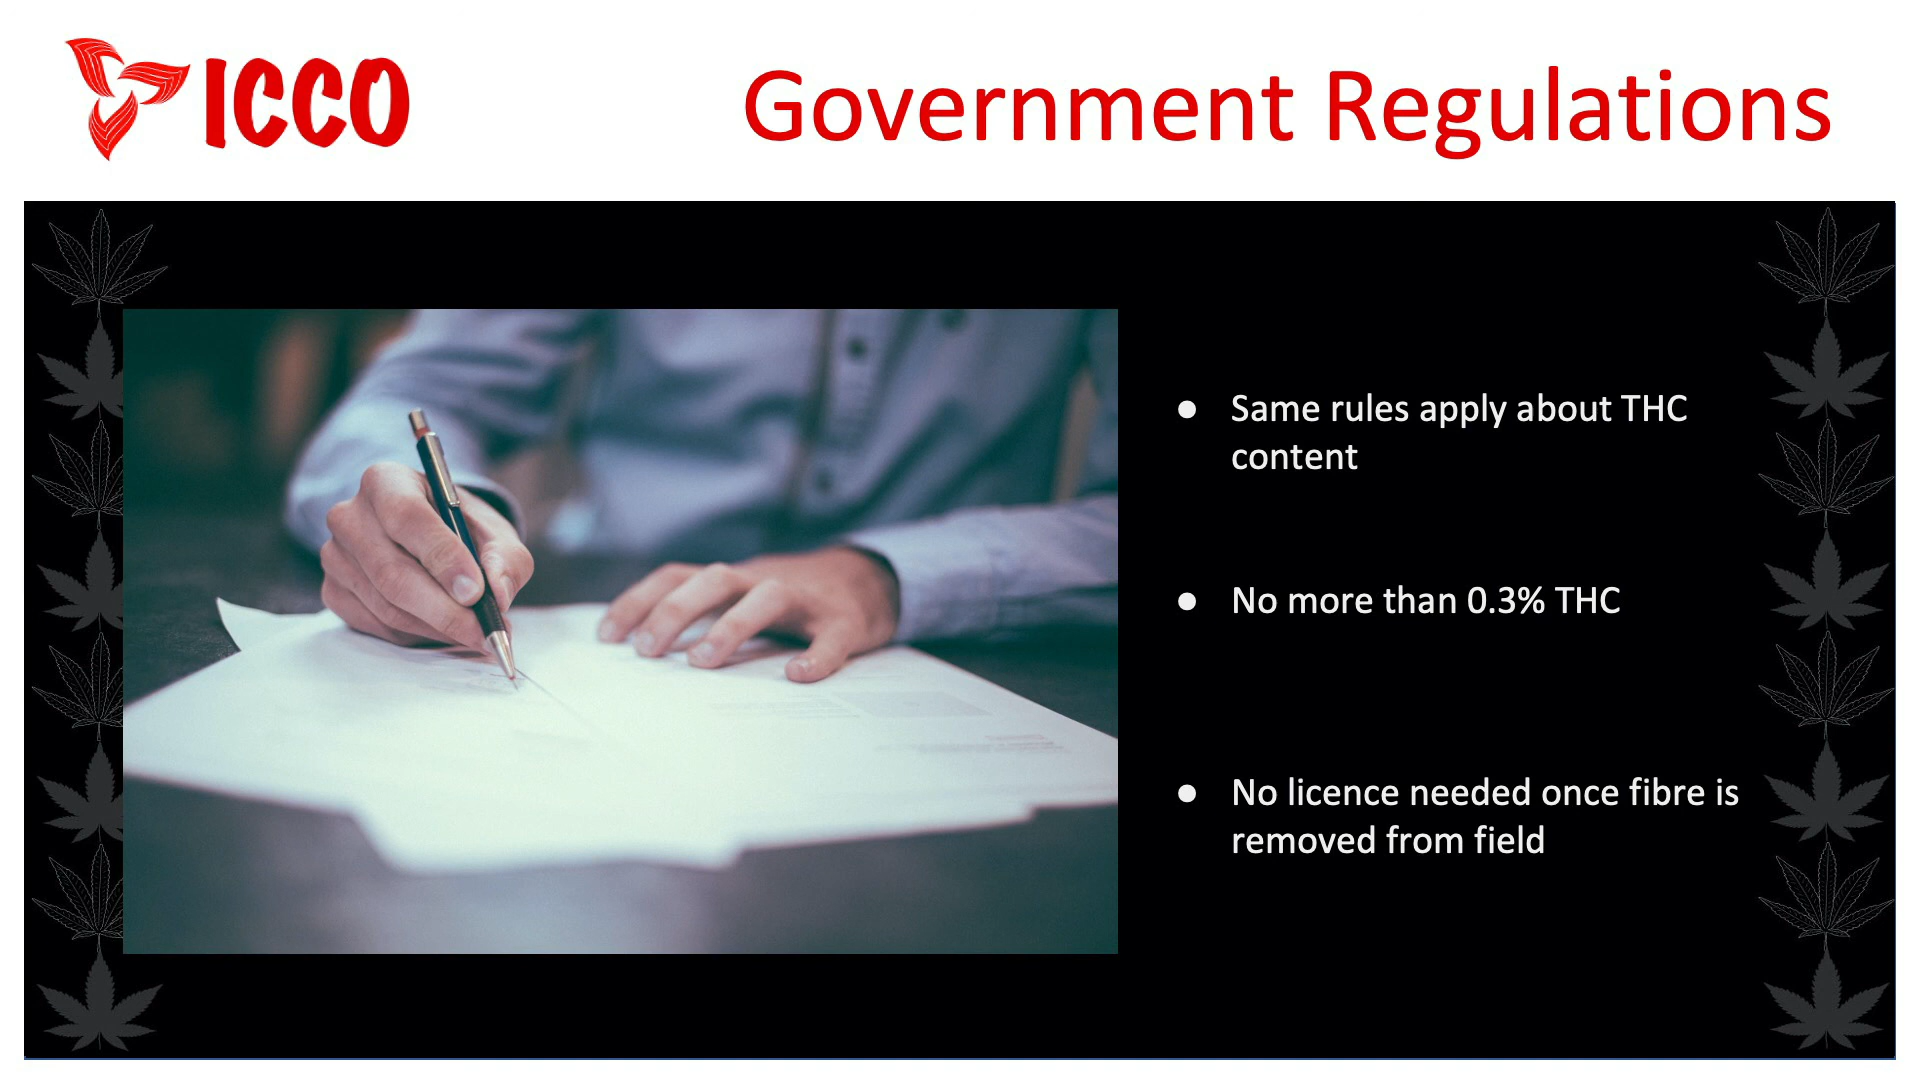 ICCO
Government Regulations
● Same rules apply about THC
content
● No more than 0.3% THC
● No licence needed once fibre is
removed from field